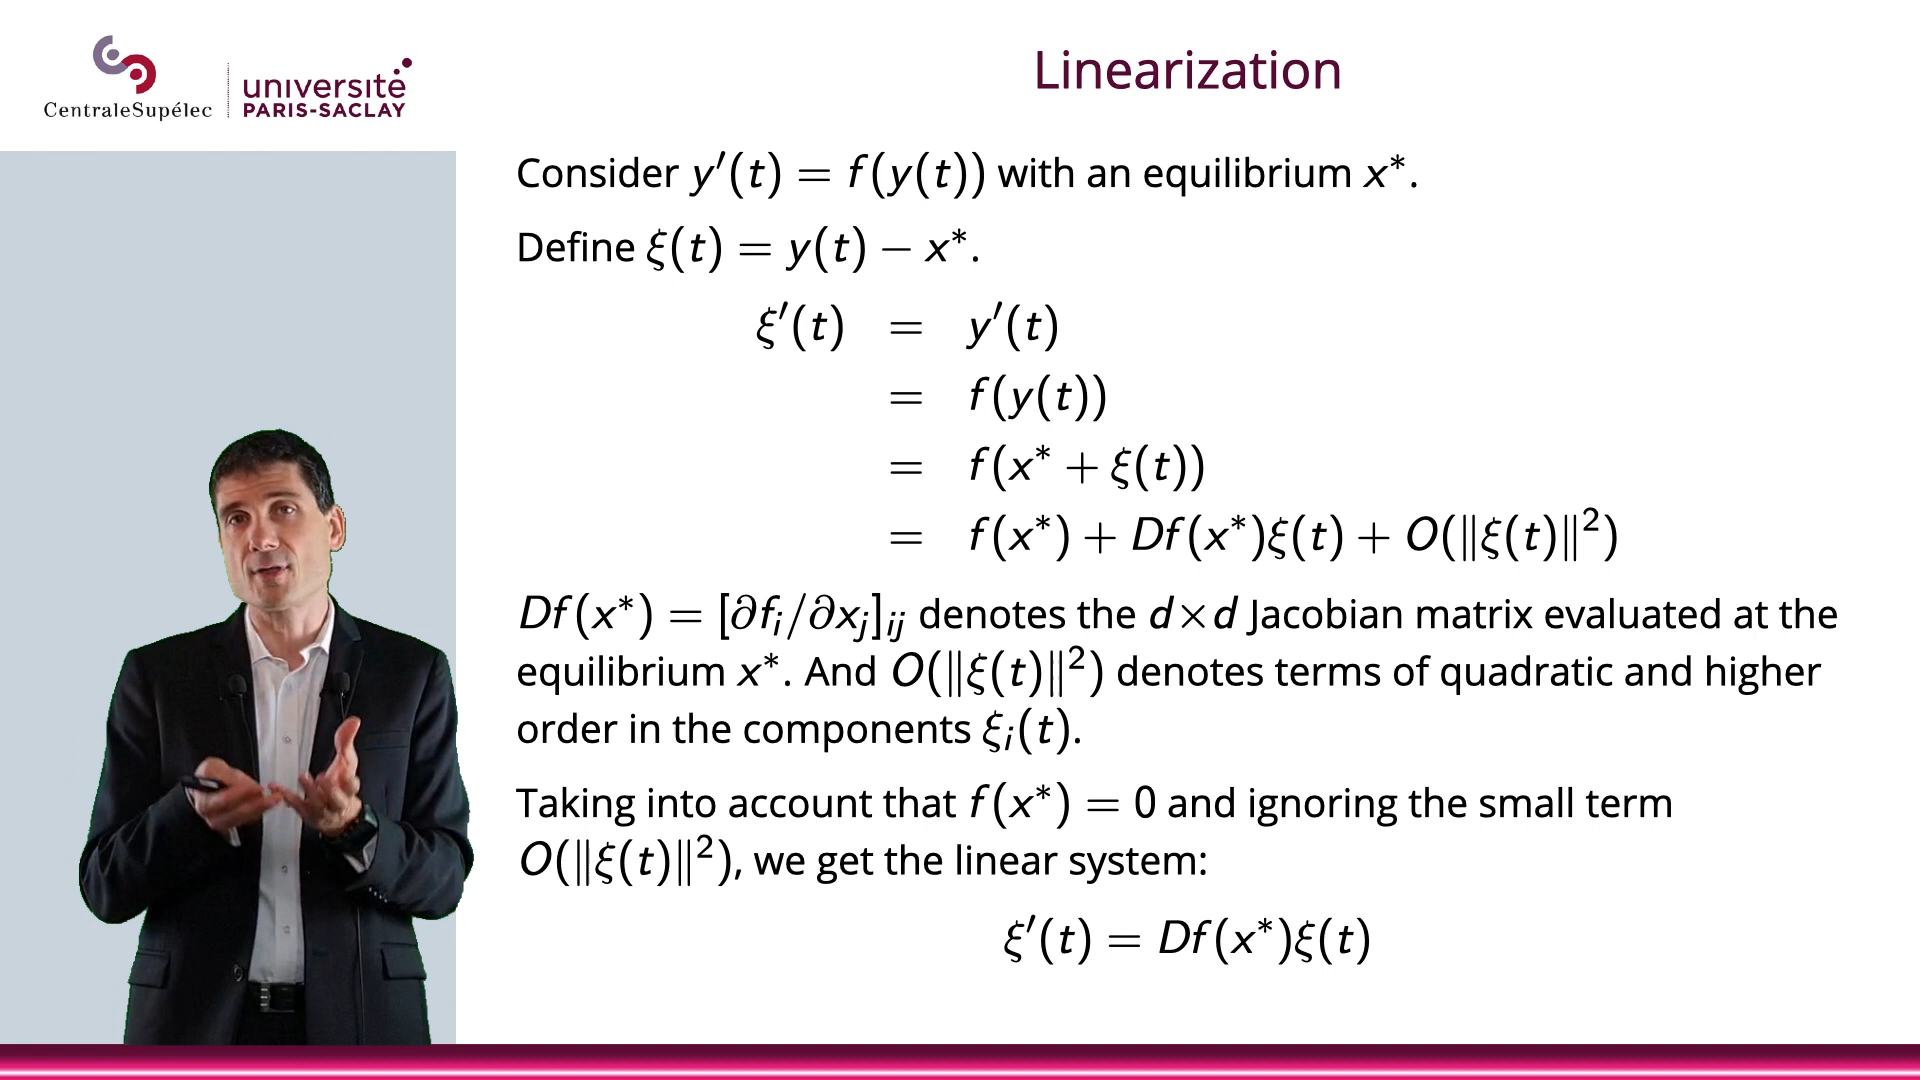 CentraleSupélec
université
PARIS-SACLAY
Linearization
Consider y′(t) = f(y(t)) with an equilibrium x*.
Define ξ(t) = y(t) − x*.
ξ′(t) = y′(t)
= f(y(t))
= f(x* + ξ(t))
= f(x*) + Df(x*)ξ(t) + O(‖ξ(t)‖²)
Df(x*) = [∂fᵢ/∂xⱼ]ᵢⱼ denotes the d×d Jacobian matrix evaluated at the
equilibrium x*. And O(‖ξ(t)‖²) denotes terms of quadratic and higher
order in the components ξᵢ(t).
Taking into account that f(x*) = 0 and ignoring the small term
O(‖ξ(t)‖²), we get the linear system:
ξ′(t) = Df(x*)ξ(t)